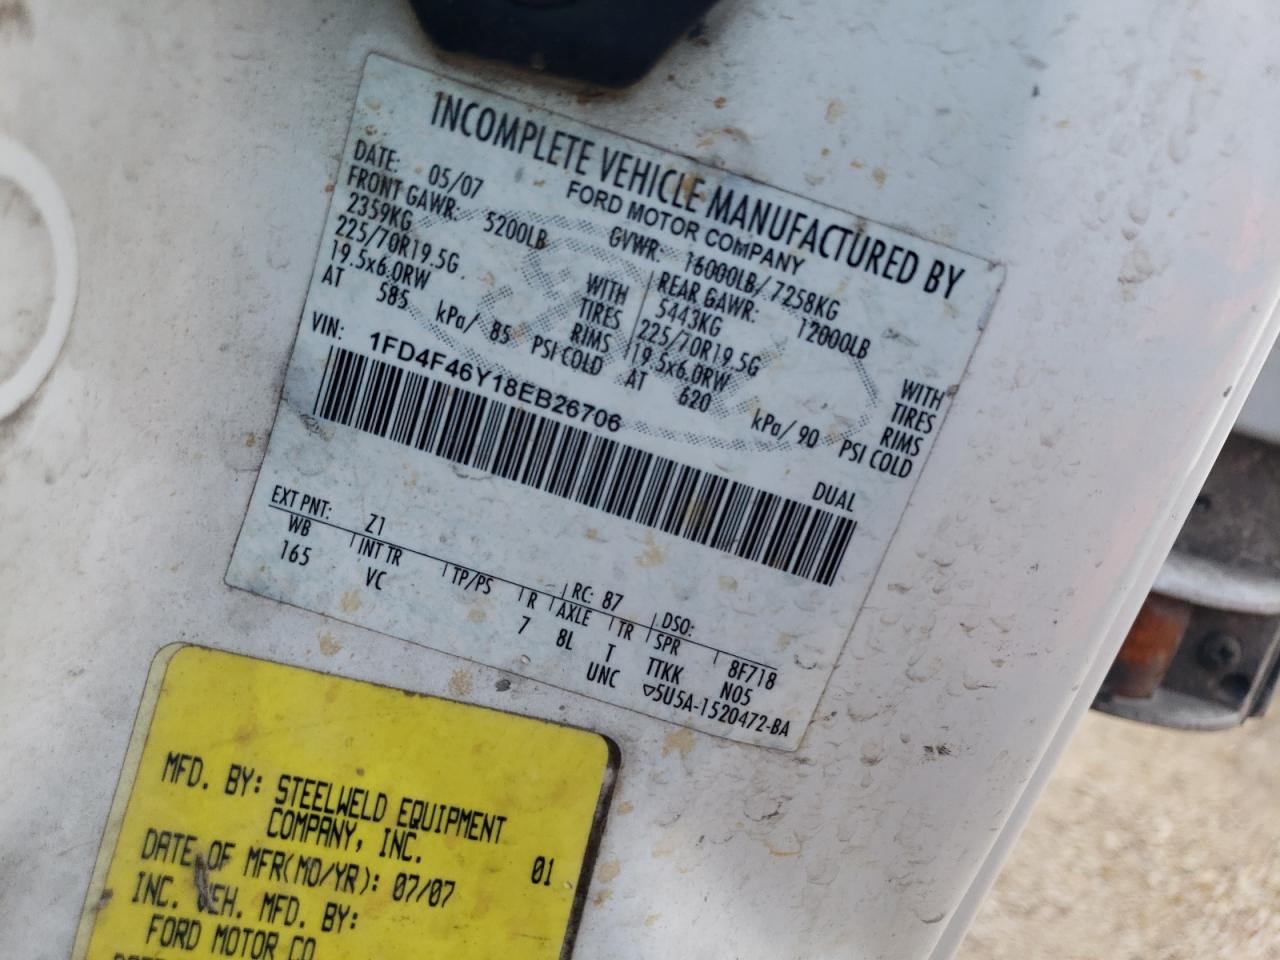 INCOMPLETE VEHICLE MANUFACTURED BY
FORD MOTOR COMPANY
DATE: 05/07 GVWR: 16000LB/7258KG
FRONT GAWR: 5200LB REAR GAWR: 12000LB
2359KG WITH 5443KG WITH
225/70R19.5G TIRES 225/70R19.5G TIRES
19.5x6.0RW RIMS 19.5x6.0RW RIMS
AT 585 kPa/ 85 PSI COLD AT 620 kPa/ 90 PSI COLD
VIN: 1FD4F46Y18EB26706 DUAL
EXT PNT: Z1 RC: 87 DSO:
WB INT TR TP/PS R AXLE TR SPR 8F718
165 VC 7 8L T TTKK N05
UNC ▽5U5A-1520472-BA
MFD. BY: STEELWELD EQUIPMENT
COMPANY, INC. 01
DATE OF MFR(MO/YR): 07/07
INC. VEH. MFD. BY:
FORD MOTOR CO